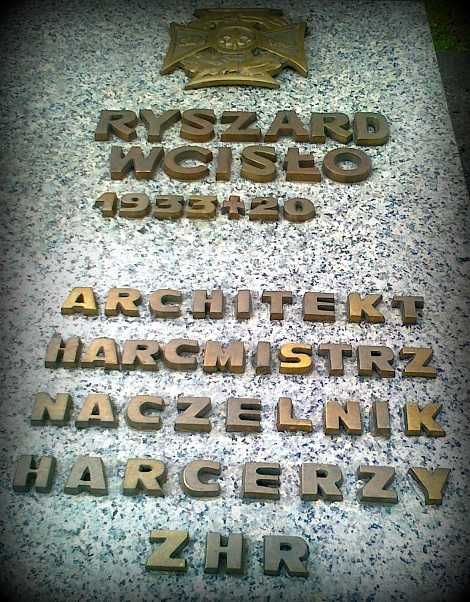 RYSZARD
WCISŁO
1933+20
ARCHITEKT
HARCMISTRZ
NACZELNIK
HARCERZY
ZHR